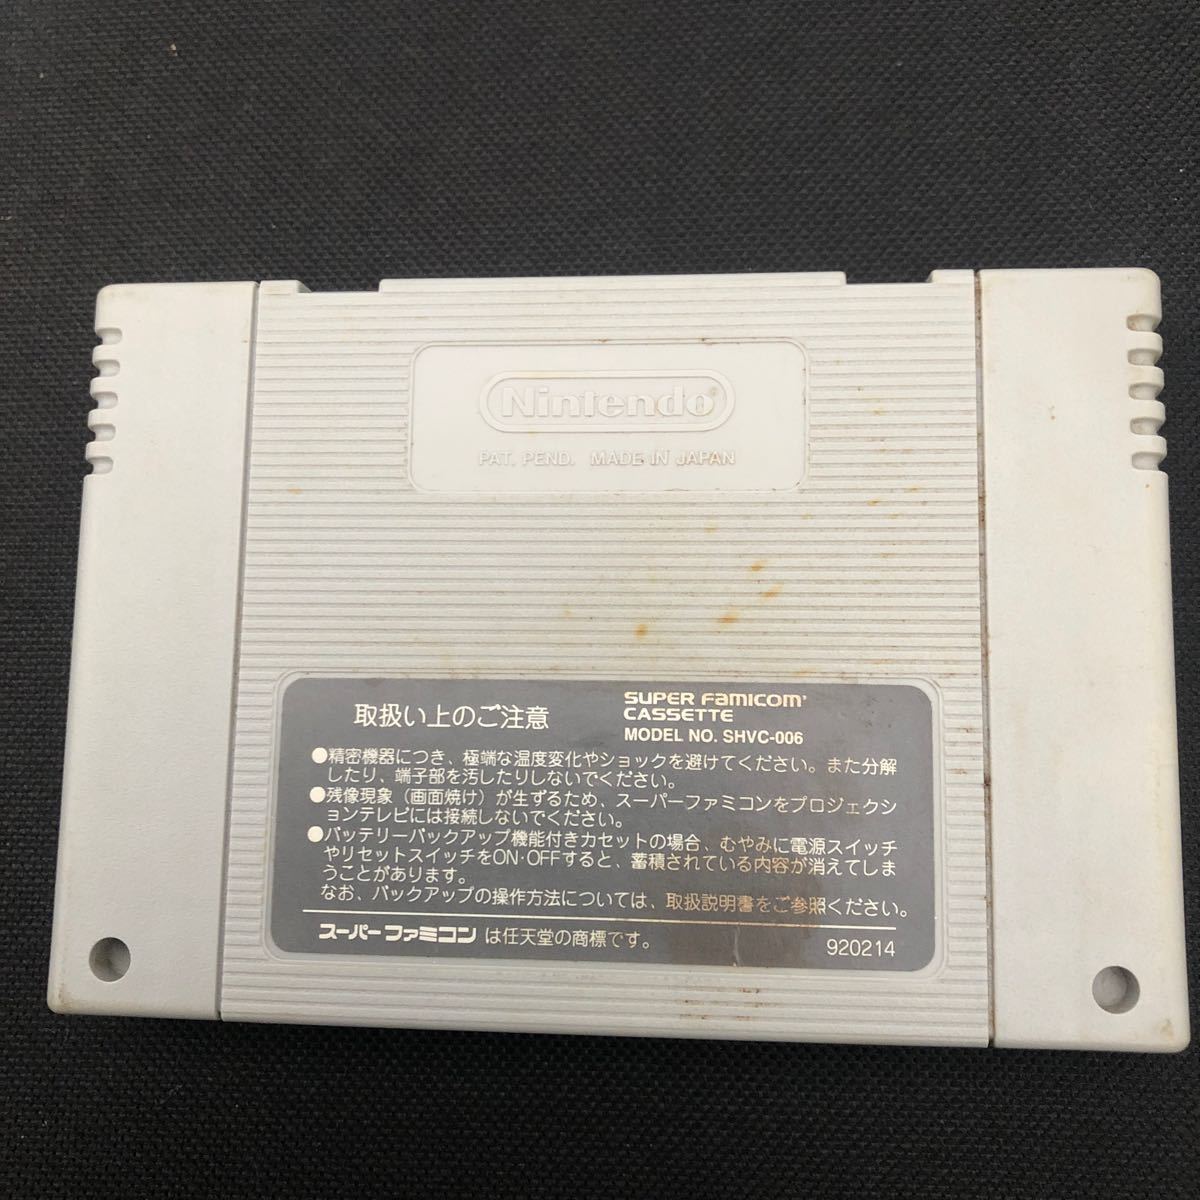 Nintendo®
PAT. PEND. MADE IN JAPAN
取扱い上のご注意
SUPER FAMICOM
CASSETTE
MODEL NO. SHVC-006
●精密機器につき、極端な温度変化やショックを避けてください。また分解
したり、端子部を汚したりしないでください。
●残像現象（画面焼け）が生ずるため、スーパーファミコンをプロジェクシ
ョンテレビには接続しないでください。
●バッテリーバックアップ機能付きカセットの場合、むやみに電源スイッチ
やリセットスイッチをON・OFFすると、蓄積されている内容が消えてしま
うことがあります。
なお、バックアップの操作方法については、取扱説明書をご参照ください。
スーパーファミコン は任天堂の商標です。
920214